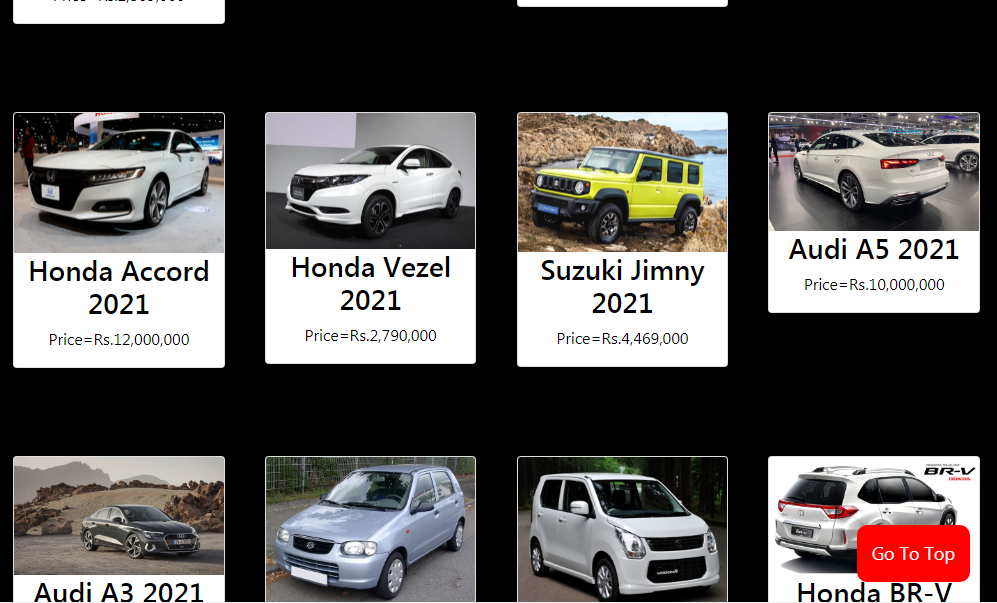 Honda Accord
2021
Price=Rs.12,000,000
Honda Vezel
2021
Price=Rs.2,790,000
Suzuki Jimny
2021
Price=Rs.4,469,000
Audi A5 2021
Price=Rs.10,000,000
Audi A3 2021
BR-V
HONDA
Honda BR-V
Go To Top